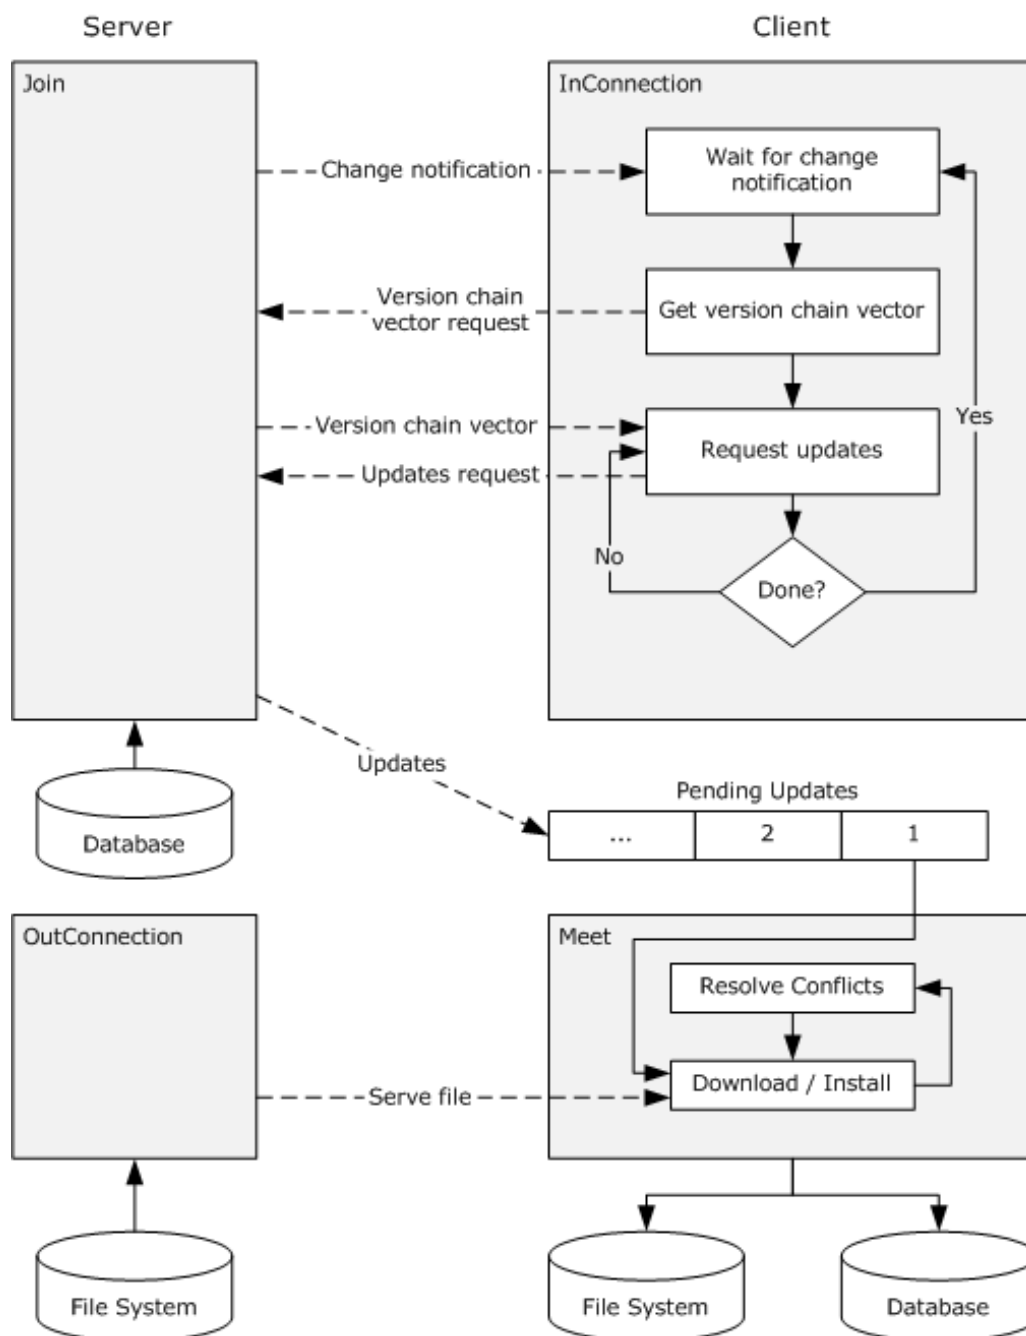 Server
Client
Join
InConnection
Change notification
Wait for change
notification
Version chain
vector request
Get version chain vector
Version chain vector
Updates request
Request updates
Yes
No
Done?
Updates
Database
Pending Updates
...
2
1
OutConnection
Meet
Resolve Conflicts
Download / Install
Serve file
File System
File System
Database